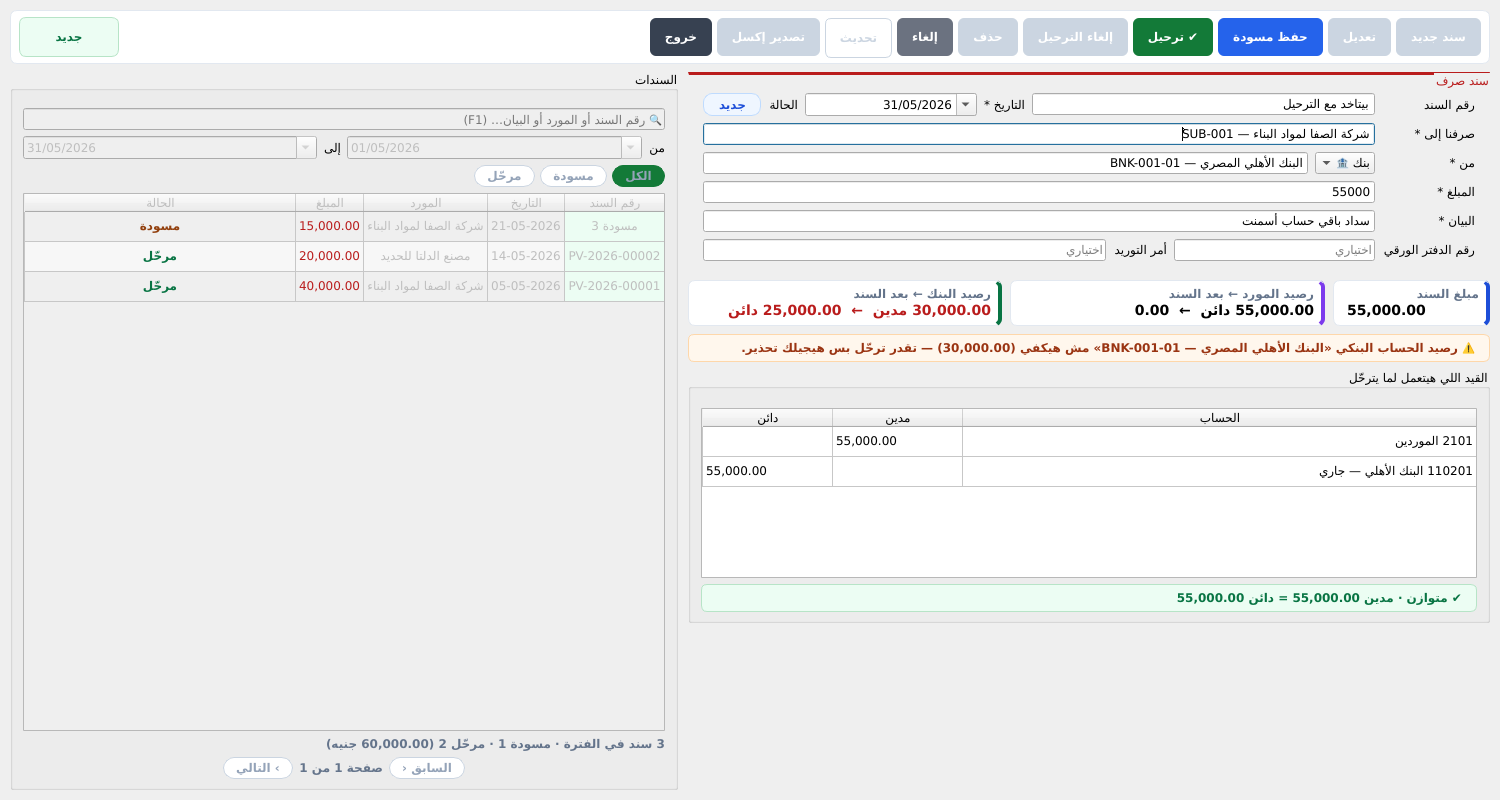 سند جديد
تعديل
حفظ مسودة
✔ ترحيل
إلغاء الترحيل
حذف
إلغاء
تحديث
تصدير إكسل
خروج
جديد
سند صرف
رقم السند
بيتاخد مع الترحيل
التاريخ *
31/05/2026
الحالة
جديد
صرفنا إلى *
شركة الصفا لمواد البناء — SUB-001
من *
بنك
البنك الأهلي المصري — BNK-001-01
المبلغ *
55000
البيان *
سداد باقي حساب أسمنت
رقم الدفتر الورقي
اختياري
أمر التوريد
اختياري
مبلغ السند
55,000.00
رصيد المورد ← بعد السند
55,000.00 دائن ← 0.00
رصيد البنك ← بعد السند
30,000.00 مدين ← 25,000.00 دائن
⚠️ رصيد الحساب البنكي «البنك الأهلي المصري — BNK-001-01» مش هيكفي (30,000.00) — تقدر ترحّل بس هيجيلك تحذير.
القيد اللي هيتعمل لما يترحّل
الحساب مدين دائن
2101 الموردين 55,000.00
110201 البنك الأهلي — جاري 55,000.00
✔ متوازن · مدين 55,000.00 = دائن 55,000.00
السندات
🔍 رقم السند أو المورد أو البيان... (F1)
من
01/05/2026
إلى
31/05/2026
الكل
مسودة
مرحّل
رقم السند التاريخ المورد المبلغ الحالة
مسودة 3 21-05-2026 شركة الصفا لمواد البناء 15,000.00 مسودة
PV-2026-00002 14-05-2026 مصنع الدلتا للحديد 20,000.00 مرحّل
PV-2026-00001 05-05-2026 شركة الصفا لمواد البناء 40,000.00 مرحّل
3 سند في الفترة · مسودة 1 · مرحّل 2 (60,000.00 جنيه)
السابق ‹
صفحة 1 من 1
› التالي